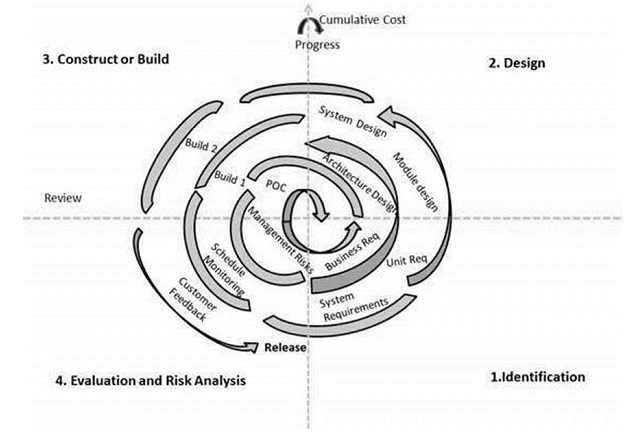 Cumulative Cost
Progress
3. Construct or Build
2. Design
System Design
Build 2
Architecture Design
Module design
Build 1
POC
Review
Management Risks
Business Req
Unit Req
Schedule
Monitoring
System
Requirements
Customer
Feedback
Release
4. Evaluation and Risk Analysis
1.Identification